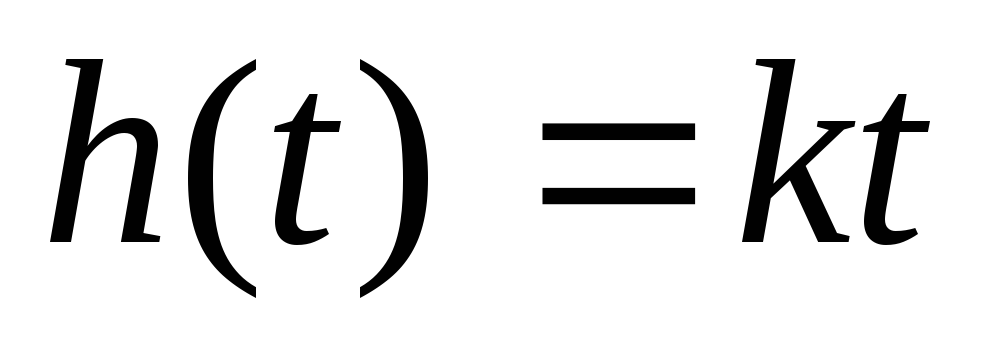 h(t) = kt